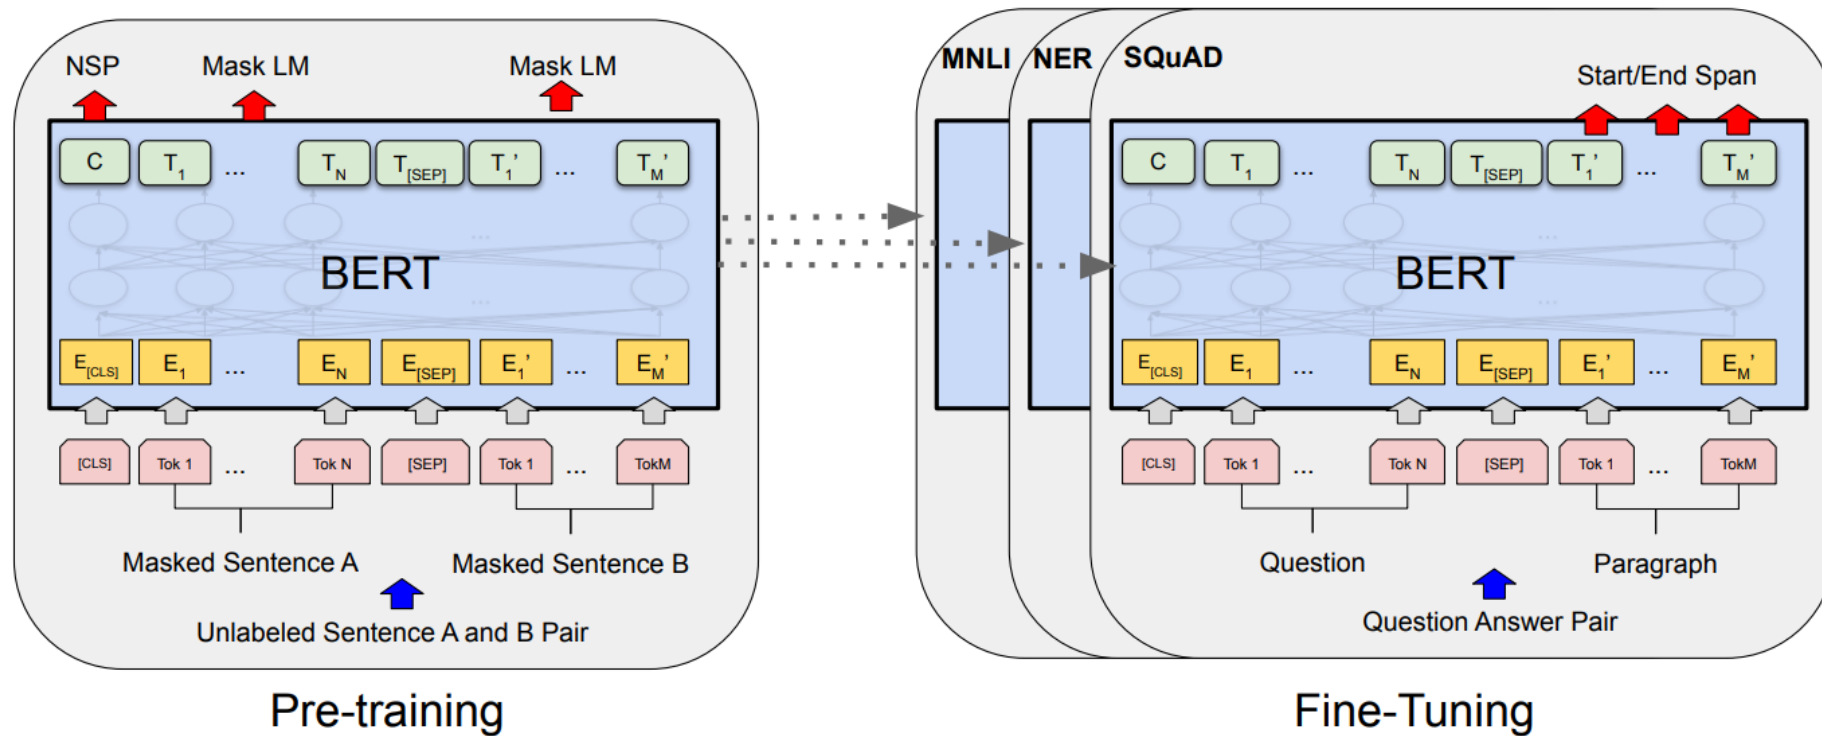 NSP Mask LM Mask LM
C T1 ... TN T[SEP] T1' ... TM'
...
BERT
...
E[CLS] E1 ... EN E[SEP] E1' ... EM'
[CLS] Tok 1 ... Tok N [SEP] Tok 1 ... TokM
Masked Sentence A Masked Sentence B
Unlabeled Sentence A and B Pair
Pre-training
MNLI NER SQuAD
Start/End Span
C T1 ... TN T[SEP] T1' ... TM'
...
BERT
...
E[CLS] E1 ... EN E[SEP] E1' ... EM'
[CLS] Tok 1 ... Tok N [SEP] Tok 1 ... TokM
Question Paragraph
Question Answer Pair
Fine-Tuning